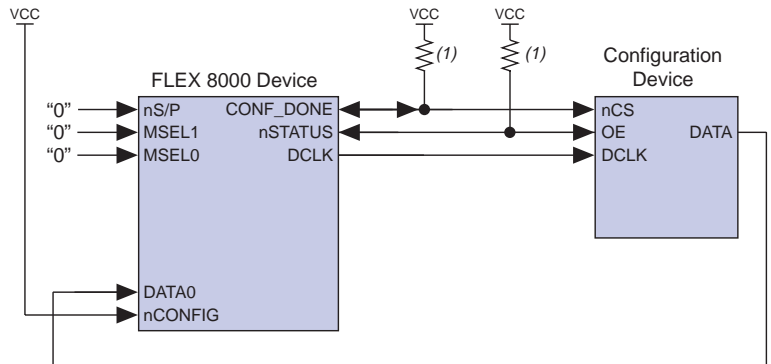 VCC VCC VCC
(1) (1)
FLEX 8000 Device
Configuration
Device
“0” nS/P CONF_DONE nCS
“0” MSEL1 nSTATUS OE DATA
“0” MSEL0 DCLK DCLK
DATA0
nCONFIG